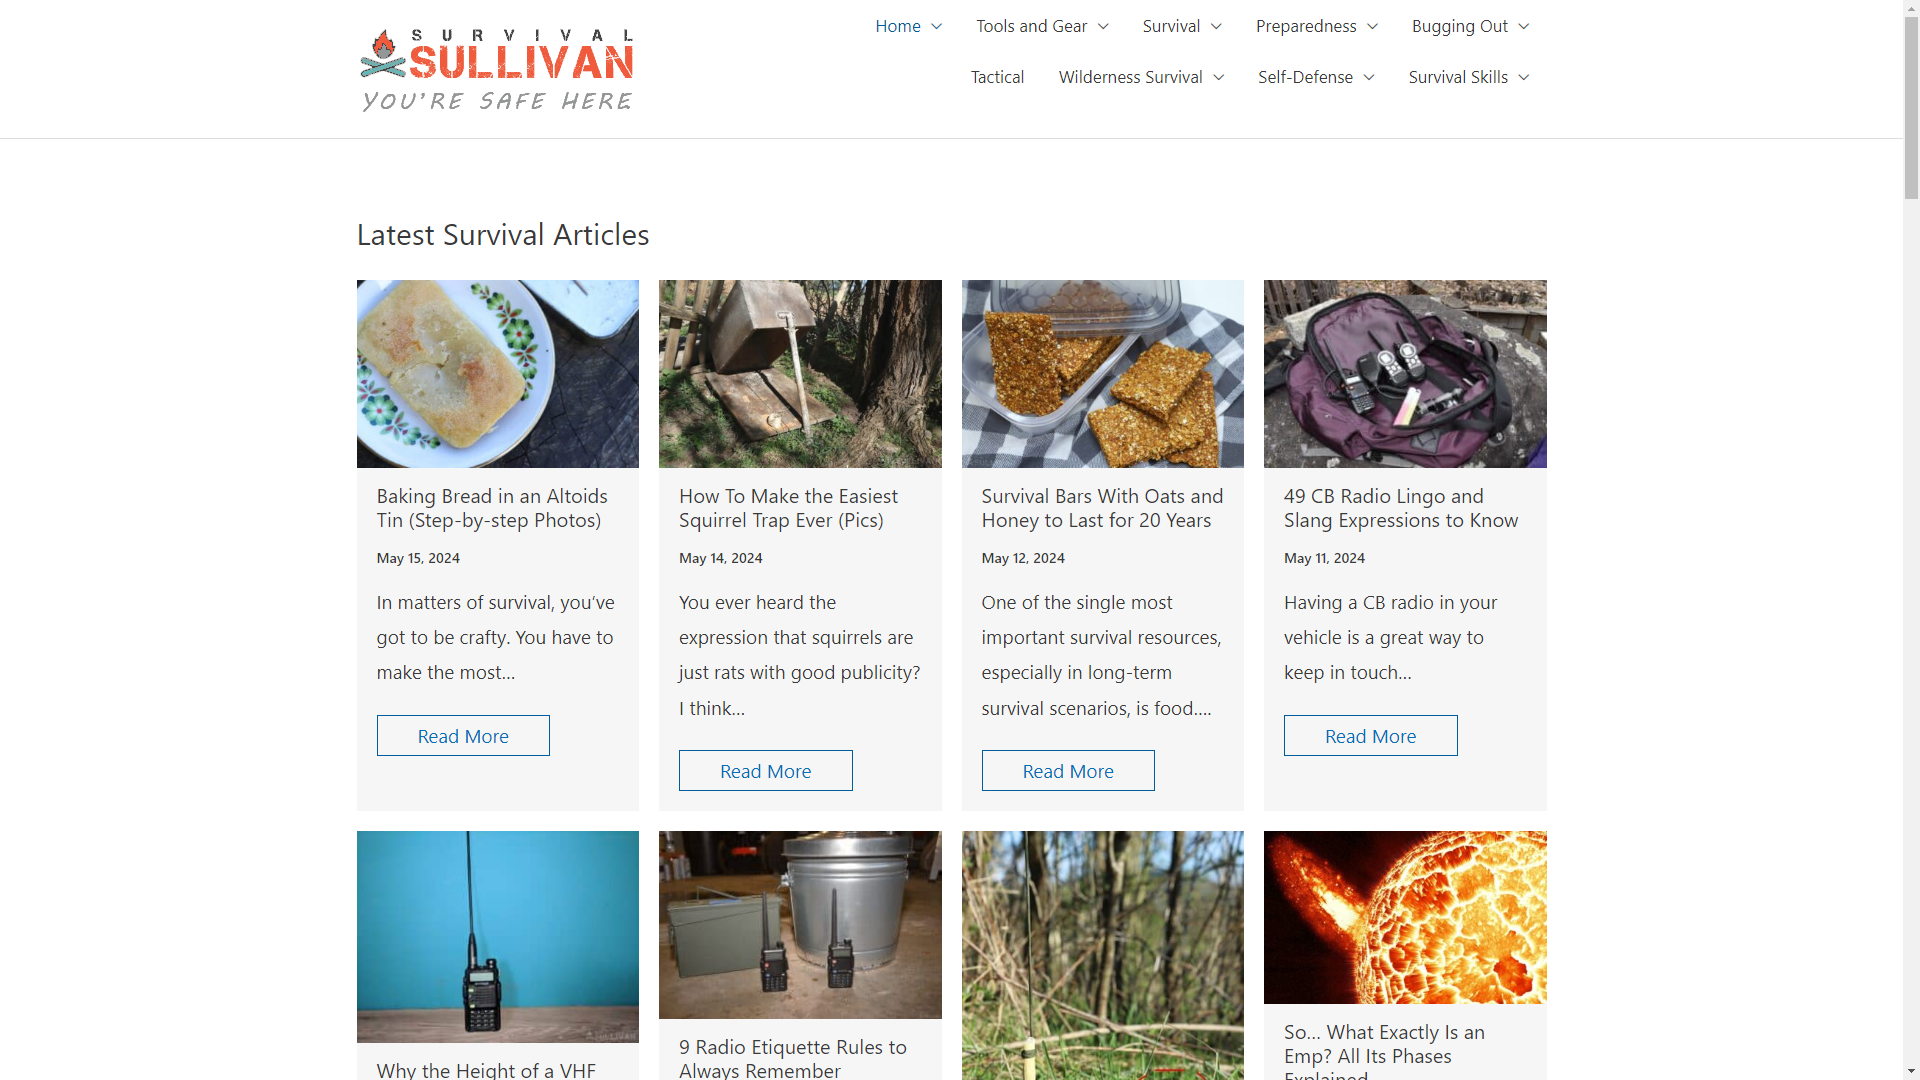 SURVIVAL
SULLIVAN
YOU'RE SAFE HERE
Home
Tools and Gear
Survival
Preparedness
Bugging Out
Tactical
Wilderness Survival
Self-Defense
Survival Skills
Latest Survival Articles
Baking Bread in an Altoids
Tin (Step-by-step Photos)
May 15, 2024
In matters of survival, you've
got to be crafty. You have to
make the most...
Read More
How To Make the Easiest
Squirrel Trap Ever (Pics)
May 14, 2024
You ever heard the
expression that squirrels are
just rats with good publicity?
I think...
Read More
Survival Bars With Oats and
Honey to Last for 20 Years
May 12, 2024
One of the single most
important survival resources,
especially in long-term
survival scenarios, is food....
Read More
49 CB Radio Lingo and
Slang Expressions to Know
May 11, 2024
Having a CB radio in your
vehicle is a great way to
keep in touch...
Read More
Why the Height of a VHF
9 Radio Etiquette Rules to
Always Remember
So... What Exactly Is an
Emp? All Its Phases
Explained